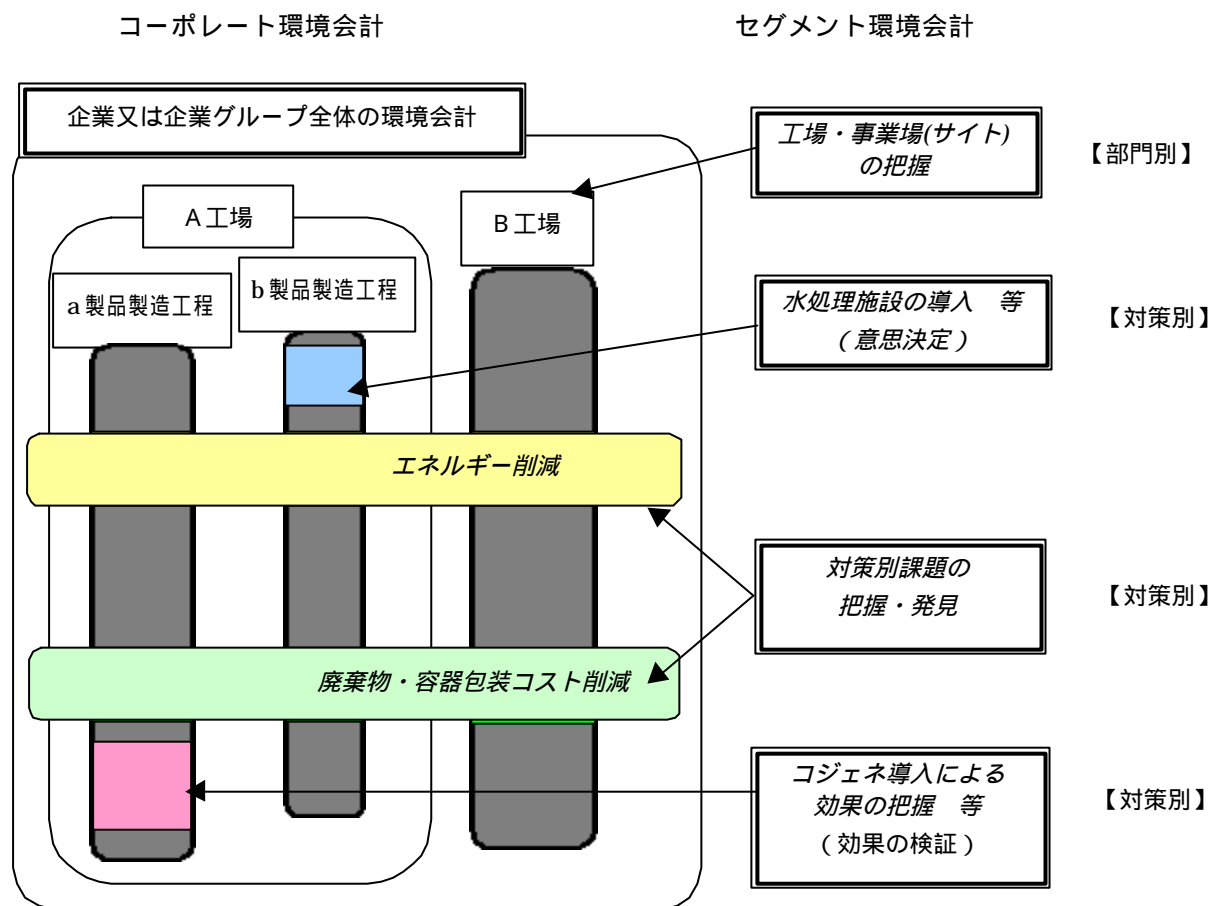 コーポレート環境会計
セグメント環境会計
企業又は企業グループ全体の環境会計
工場・事業場(サイト)
の把握
【部門別】
A工場
B工場
a製品製造工程
b製品製造工程
水処理施設の導入　等
(意思決定)
【対策別】
エネルギー削減
対策別課題の
把握・発見
【対策別】
廃棄物・容器包装コスト削減
コジェネ導入による
効果の把握　等
(効果の検証)
【対策別】